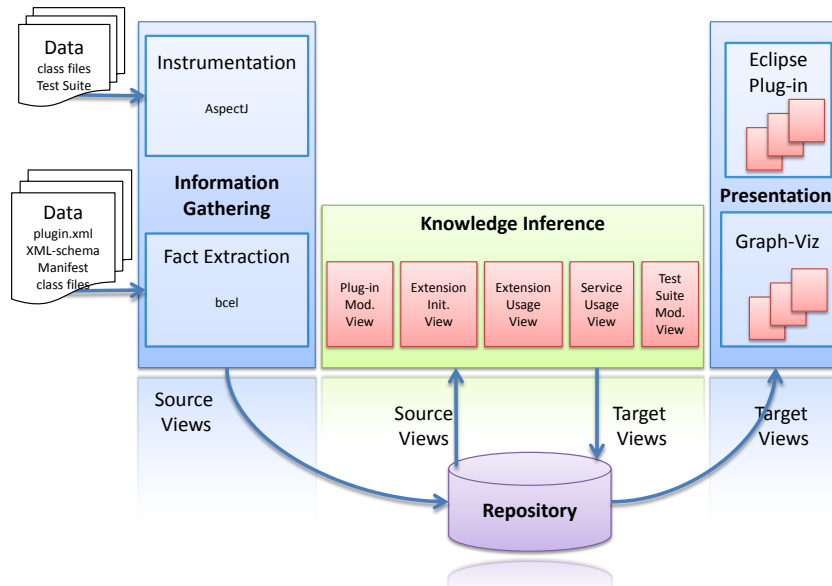 Data
class files
Test Suite
Instrumentation
AspectJ
Information
Gathering
Data
plugin.xml
XML-schema
Manifest
class files
Fact Extraction
bcel
Knowledge Inference
Plug-in
Mod.
View
Extension
Init.
View
Extension
Usage
View
Service
Usage
View
Test
Suite
Mod.
View
Eclipse
Plug-in
Presentation
Graph-Viz
Source
Views
Source
Views
Target
Views
Target
Views
Repository